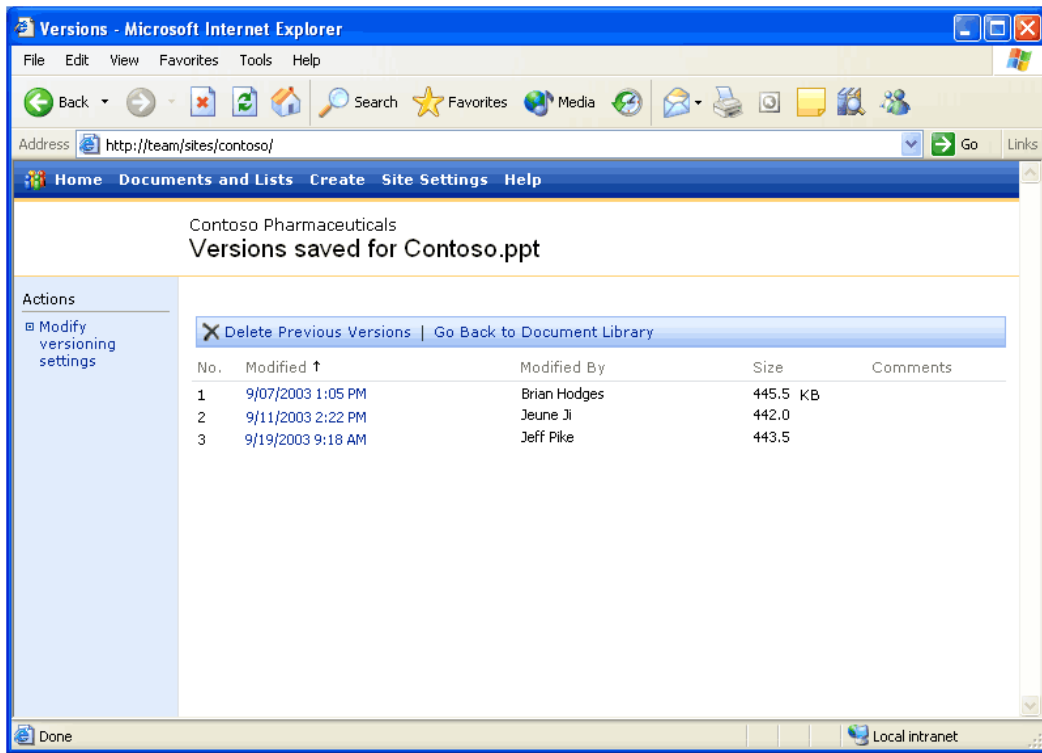 Versions - Microsoft Internet Explorer
File Edit View Favorites Tools Help
Back Search Favorites Media
Address http://team/sites/contoso/ Go Links
Home Documents and Lists Create Site Settings Help
Contoso Pharmaceuticals
Versions saved for Contoso.ppt
Actions
Modify
versioning
settings
Delete Previous Versions | Go Back to Document Library
No. Modified ↑ Modified By Size Comments
1 9/07/2003 1:05 PM Brian Hodges 445.5 KB
2 9/11/2003 2:22 PM Jeune Ji 442.0
3 9/19/2003 9:18 AM Jeff Pike 443.5
Done Local intranet